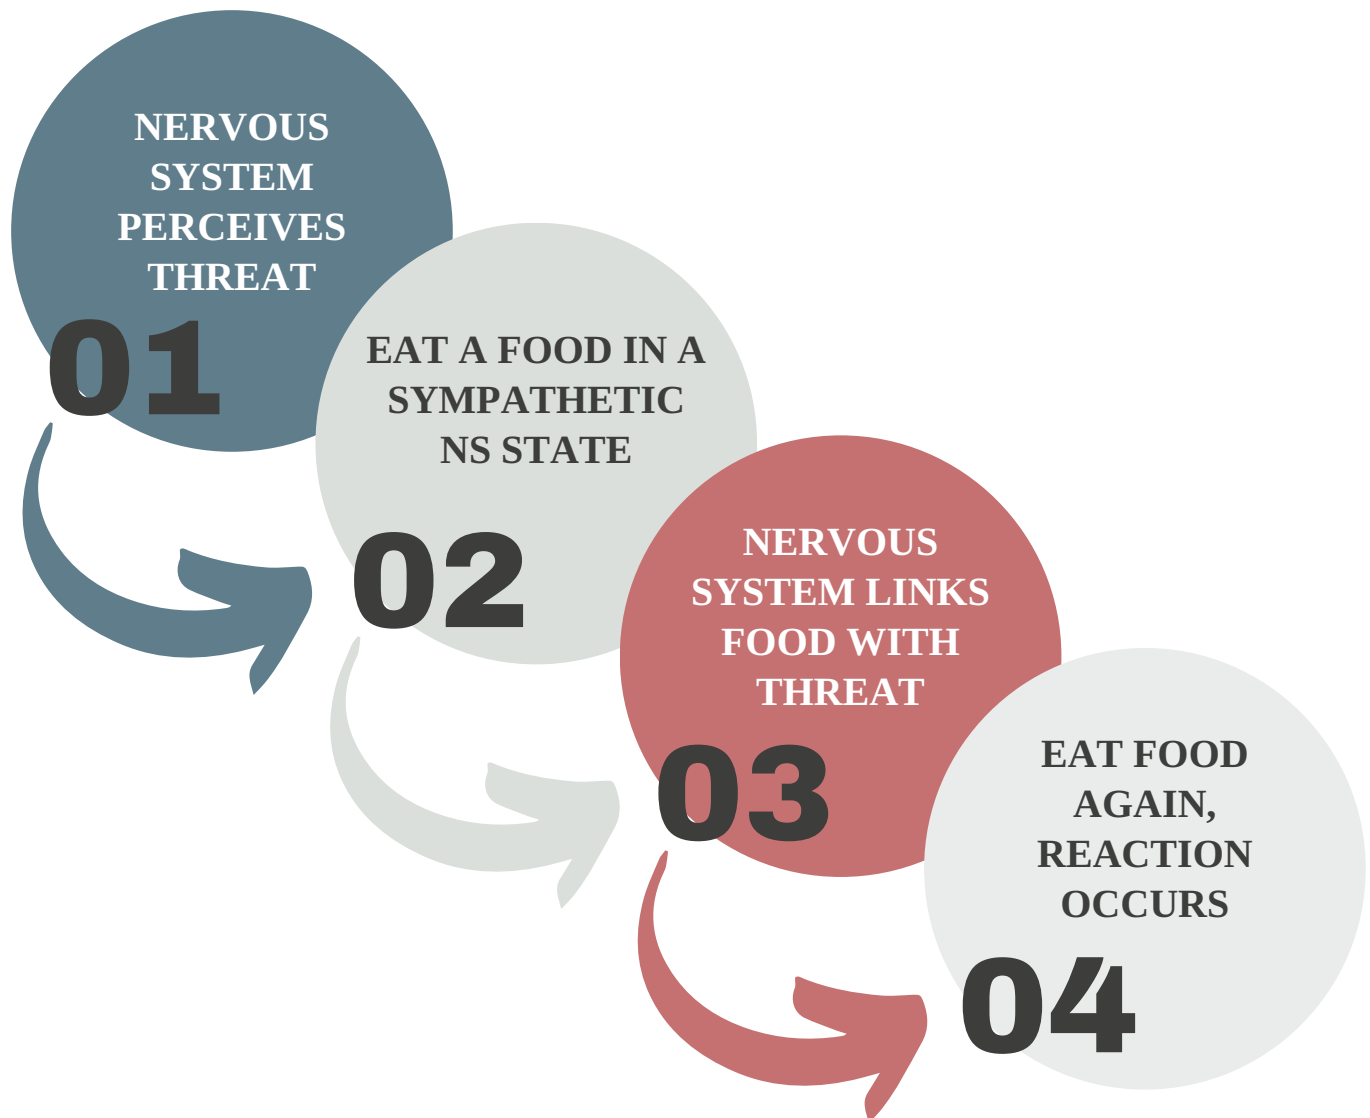 NERVOUS
SYSTEM
PERCEIVES
THREAT
01
EAT A FOOD IN A
SYMPATHETIC
NS STATE
02
NERVOUS
SYSTEM LINKS
FOOD WITH
THREAT
03
EAT FOOD
AGAIN,
REACTION
OCCURS
04